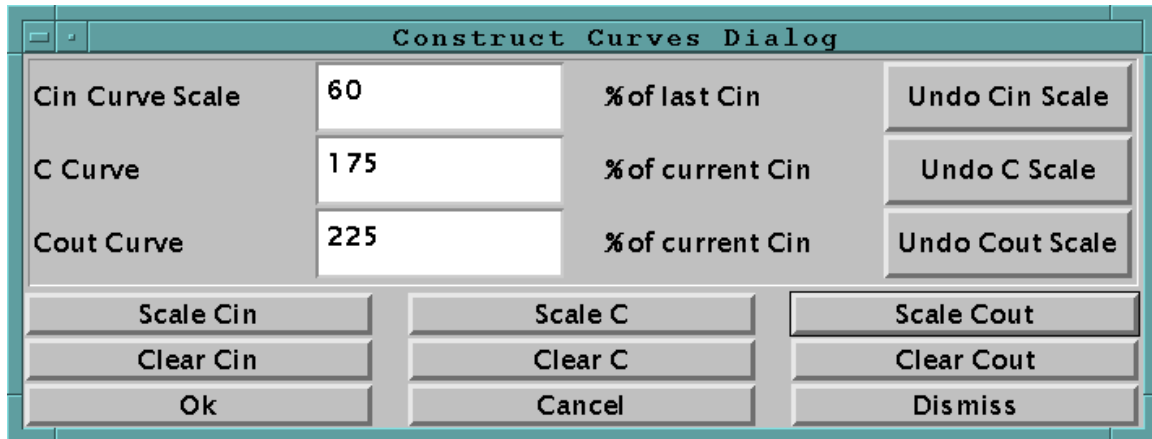 Construct Curves Dialog
Cin Curve Scale 60 % of last Cin Undo Cin Scale
C Curve 175 % of current Cin Undo C Scale
Cout Curve 225 % of current Cin Undo Cout Scale
Scale Cin Scale C Scale Cout
Clear Cin Clear C Clear Cout
Ok Cancel Dismiss